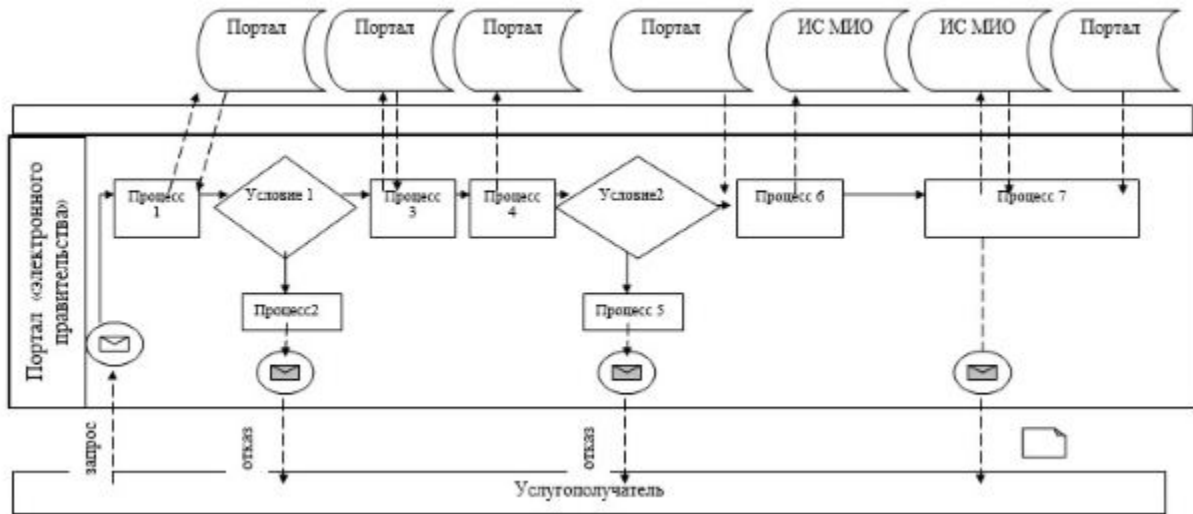 Портал
Портал
Портал
Портал
ИС МИО
ИС МИО
Портал
Портал «электронного
правительства»
Процесс
1
Условие 1
Процесс
3
Процесс
4
Условие2
Процесс 6
Процесс 7
Процесс2
Процесс 5
запрос
отказ
отказ
Услугополучатель